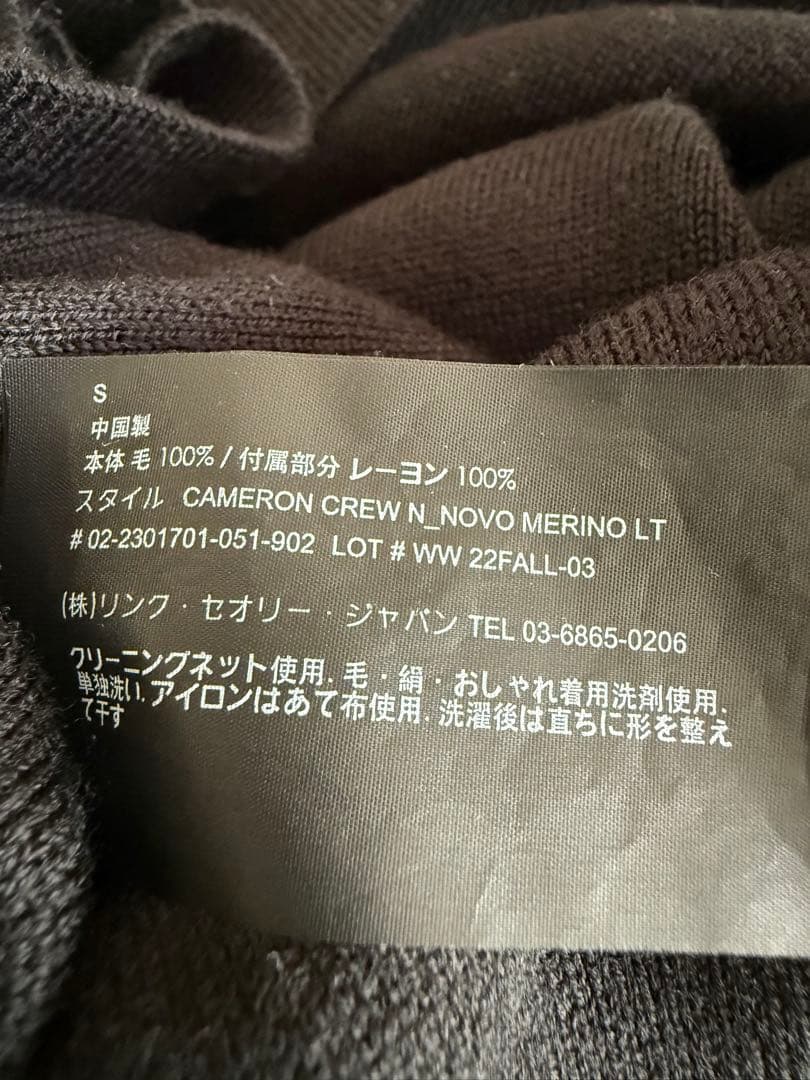 S
中国製
本体 毛 100% / 付属部分 レーヨン 100%
スタイル CAMERON CREW N_NOVO MERINO LT
# 02-2301701-051-902 LOT # WW 22FALL-03
(株)リンク・セオリー・ジャパン TEL 03-6865-0206
クリーニングネット使用. 毛・絹・おしゃれ着用洗剤使用.
単独洗い. アイロンはあて布使用. 洗濯後は直ちに形を整え
て干す